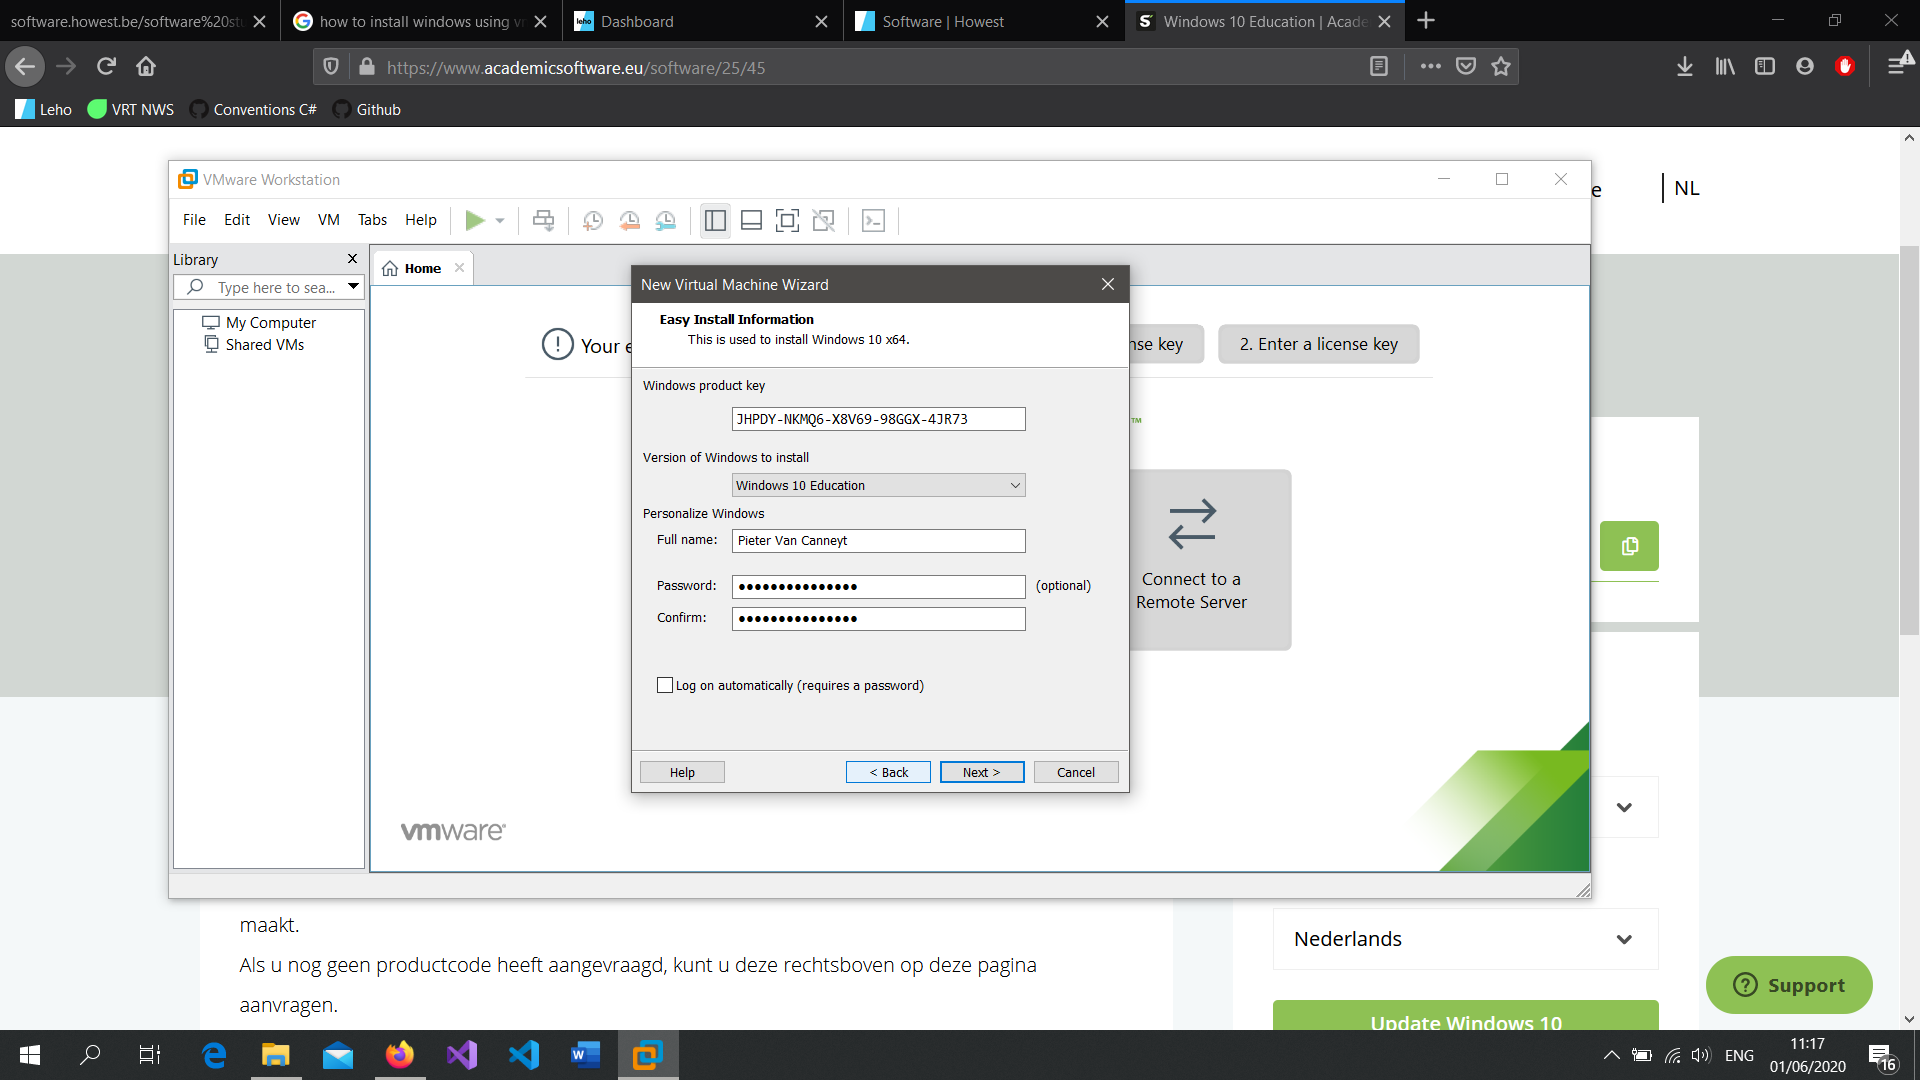 software.howest.be/software%20stu
how to install windows using vm
Dashboard
Software | Howest
Windows 10 Education | Acade
https://www.academicsoftware.eu/software/25/45
Leho
VRT NWS
Conventions C#
Github
NL
VMware Workstation
File Edit View VM Tabs Help
Library
Home
Type here to sea...
My Computer
Shared VMs
New Virtual Machine Wizard
Easy Install Information
This is used to install Windows 10 x64.
Your e
nse key
2. Enter a license key
Windows product key
JHPDY-NKMQ6-X8V69-98GGX-4JR73
Version of Windows to install
Windows 10 Education
Personalize Windows
Full name: Pieter Van Canneyt
Password: ●●●●●●●●●●●●●●● (optional)
Confirm: ●●●●●●●●●●●●●●●
Log on automatically (requires a password)
Help
< Back
Next >
Cancel
Connect to a
Remote Server
vmware
maakt.
Als u nog geen productcode heeft aangevraagd, kunt u deze rechtsboven op deze pagina
aanvragen.
Nederlands
Update Windows 10
Support
ENG
11:17
01/06/2020
16